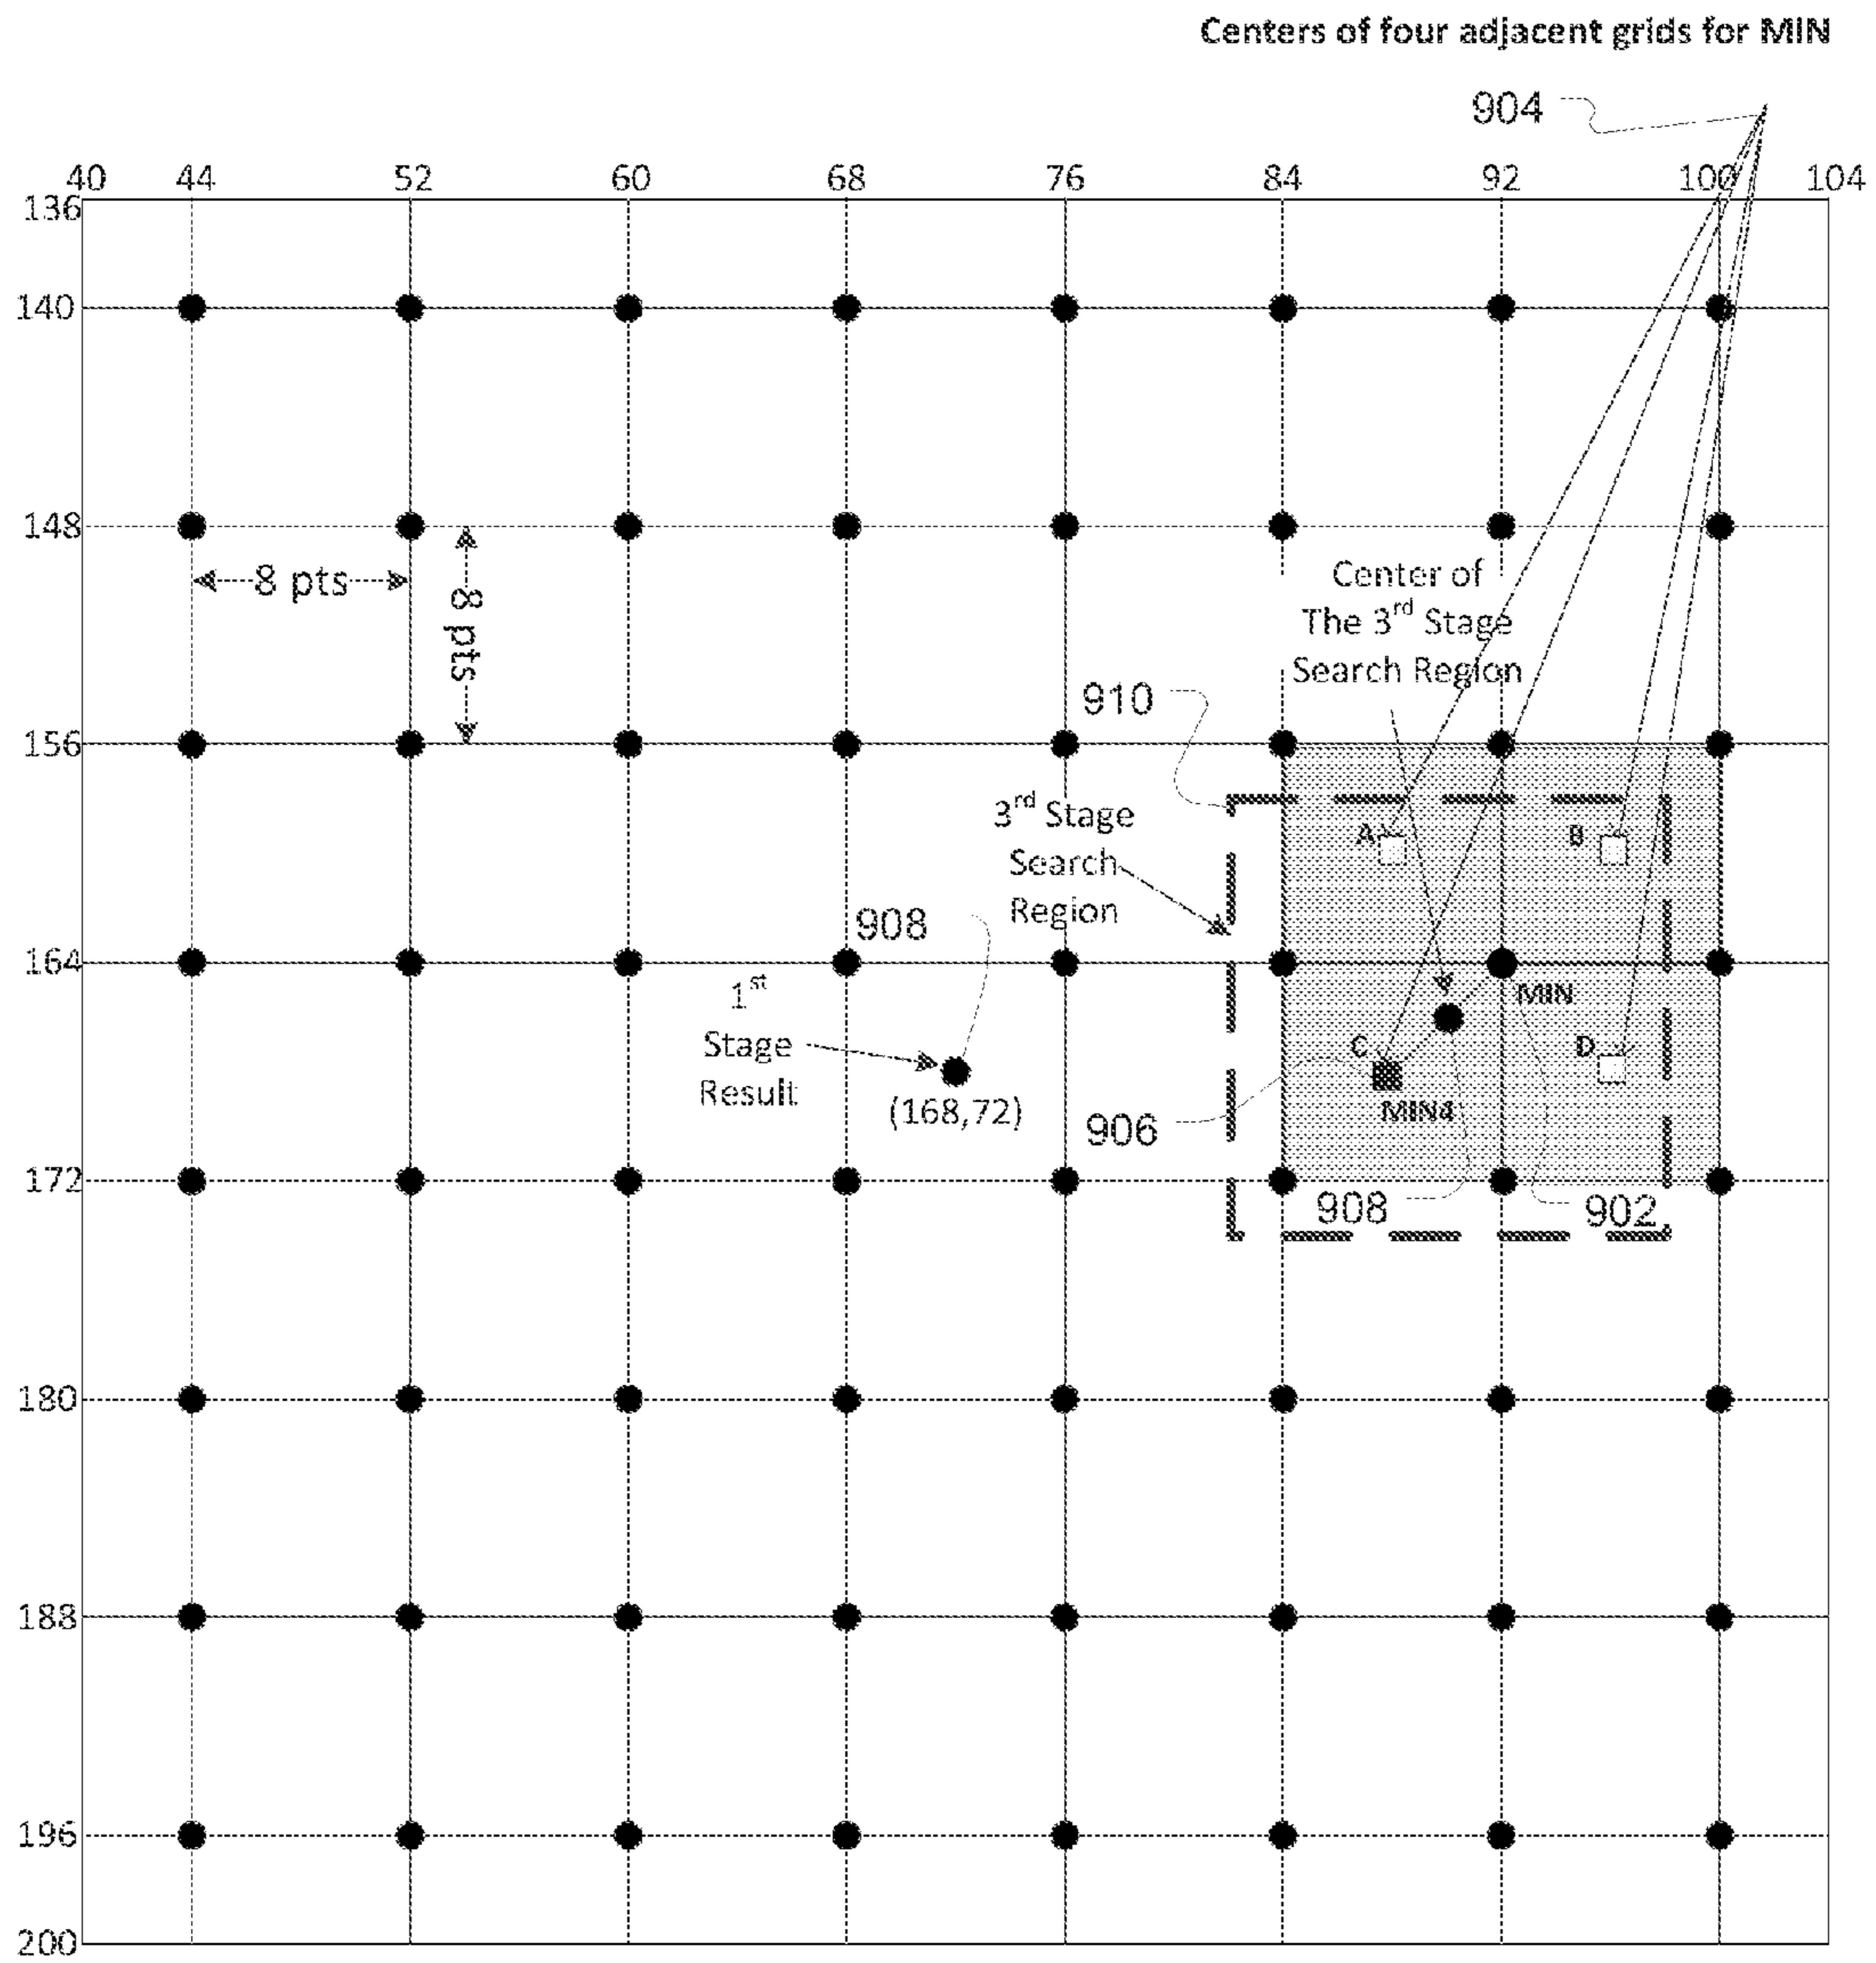 Centers of four adjacent grids for MIN
904
40 44 52 60 68 76 84 92 100 104
136
140
148
8 pts
8 pts
Center of
The 3rd Stage
Search Region
910
156
3rd Stage
Search
Region
A B
908
164
1st
Stage
Result
MIN
C D
(168,72)
906
MIN4
172
908
902
180
188
196
200